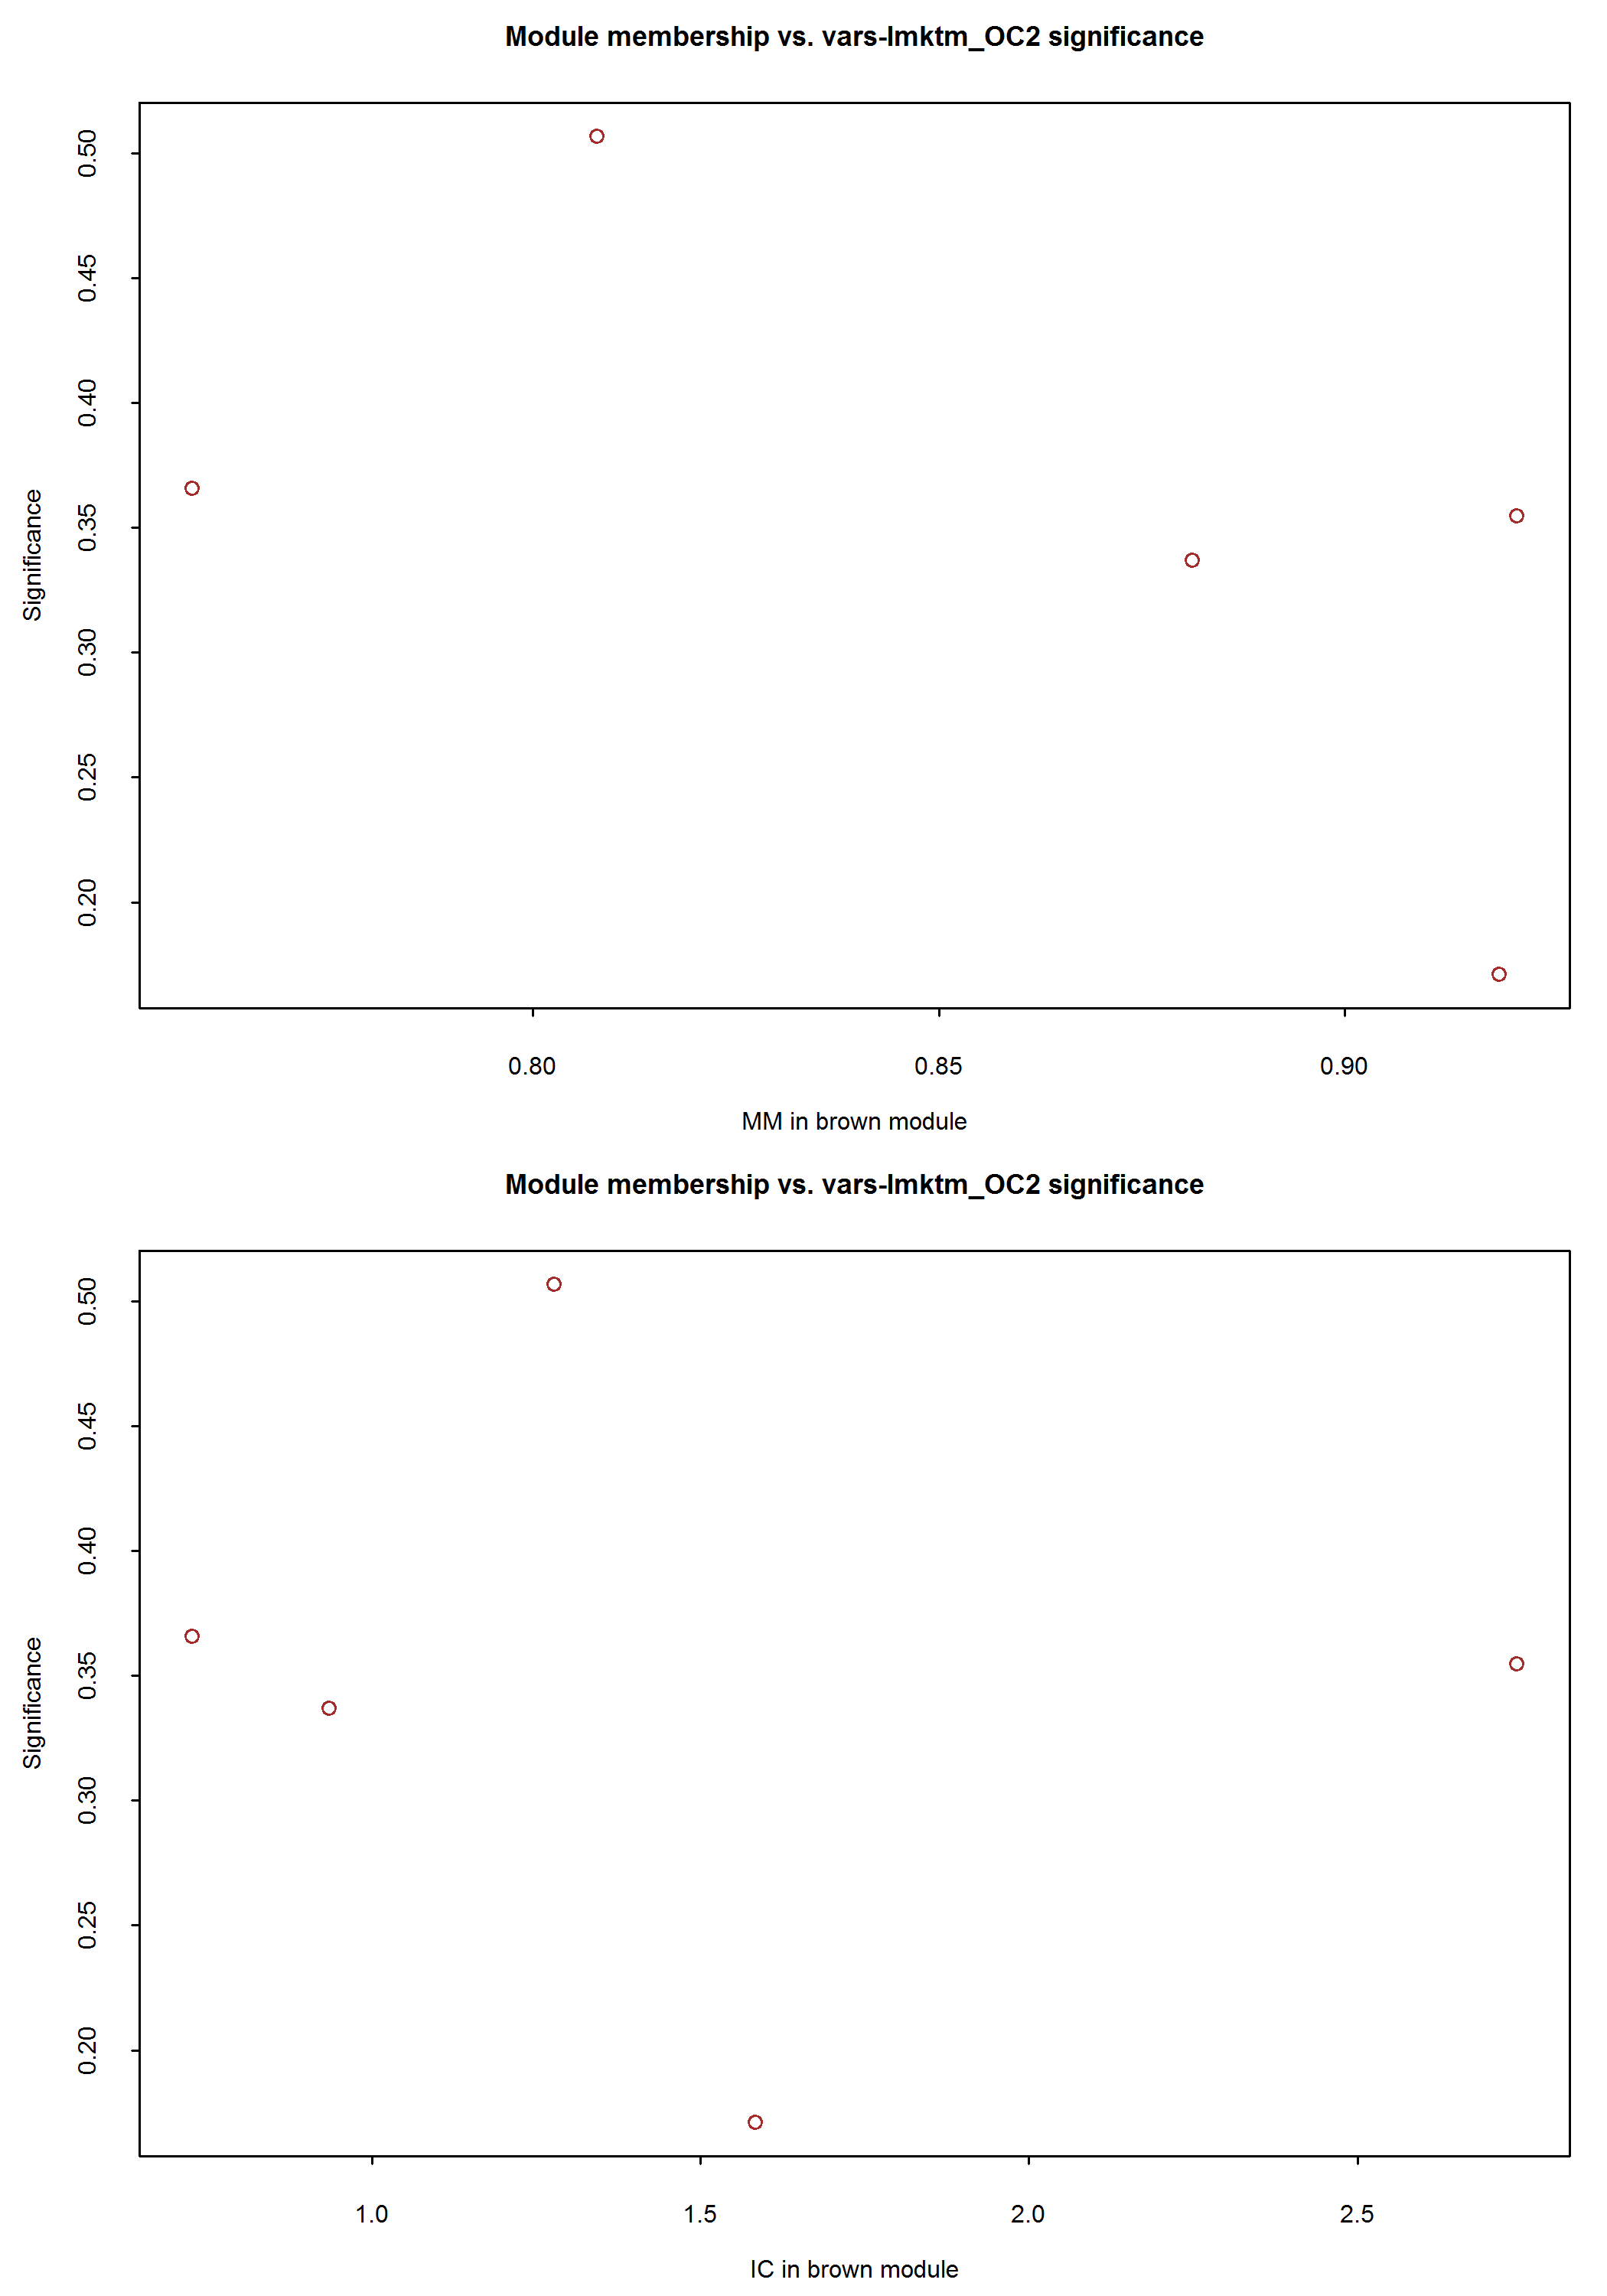 Module membership vs. vars-lmktm_OC2 significance
0.50
0.45
0.40
0.35
0.30
0.25
0.20
Significance
0.80 0.85 0.90
MM in brown module
Module membership vs. vars-lmktm_OC2 significance
0.50
0.45
0.40
0.35
0.30
0.25
0.20
Significance
1.0 1.5 2.0 2.5
IC in brown module